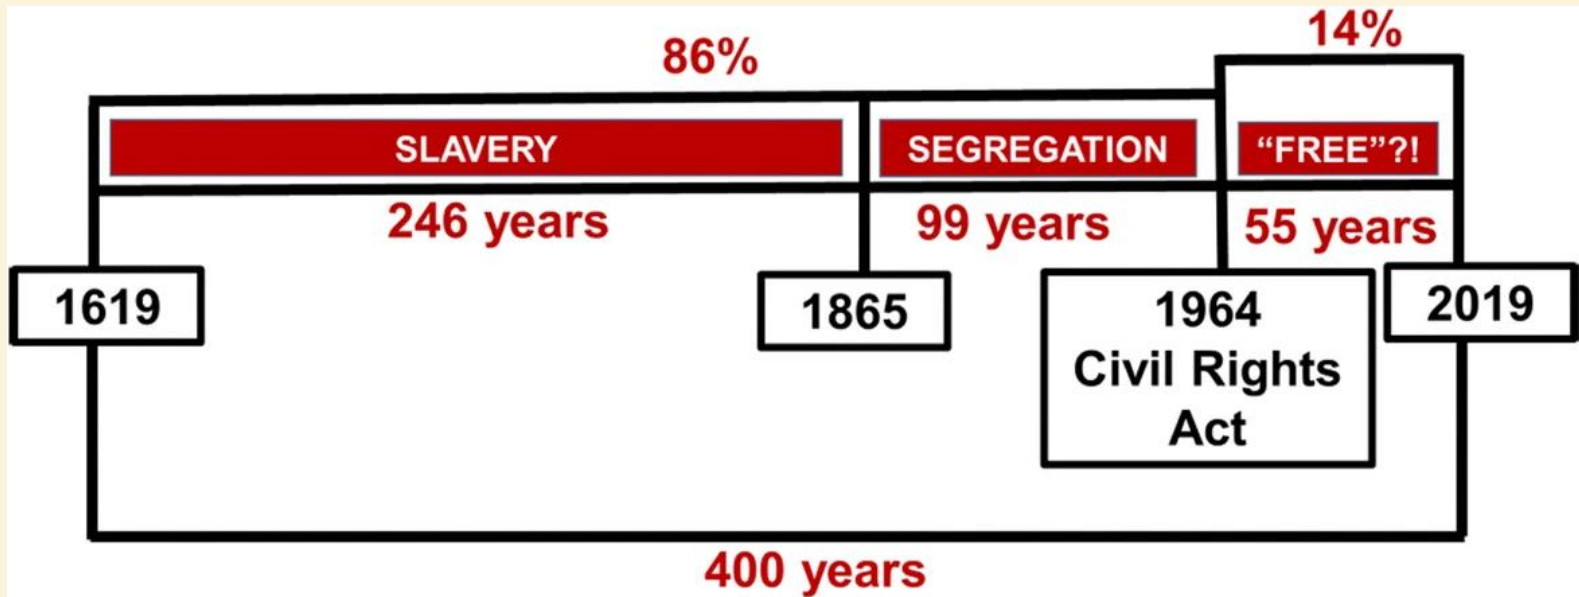 86%
14%
SLAVERY
SEGREGATION
“FREE”?!
246 years
99 years
55 years
1619
1865
1964
Civil Rights
Act
2019
400 years